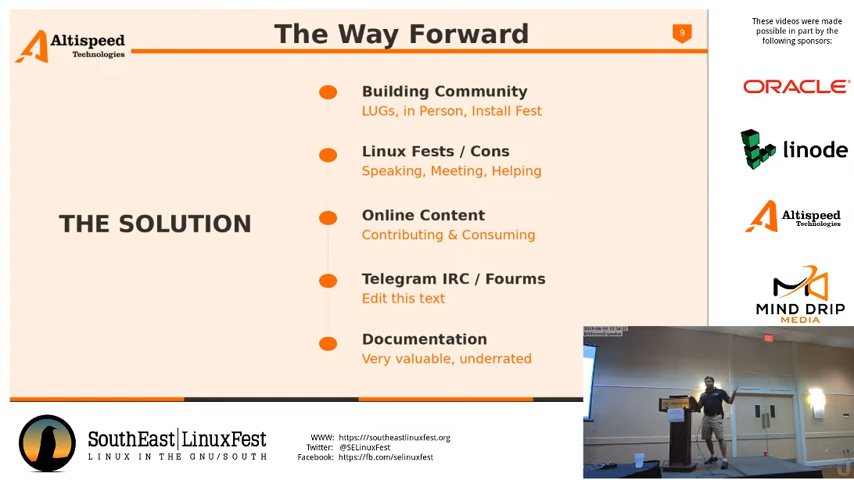 Altispeed
Technologies
The Way Forward
9
THE SOLUTION
Building Community
LUGs, in Person, Install Fest
Linux Fests / Cons
Speaking, Meeting, Helping
Online Content
Contributing & Consuming
Telegram IRC / Fourms
Edit this text
Documentation
Very valuable, underrated
These videos were made
possible in part by the
following sponsors:
ORACLE
linode
Altispeed
Technologies
MIND DRIP
MEDIA
SouthEast|LinuxFest
LINUX IN THE GNU/SOUTH
WWW: https:///southeastlinuxfest.org
Twitter: @SELinuxFest
Facebook: https://fb.com/selinuxfest